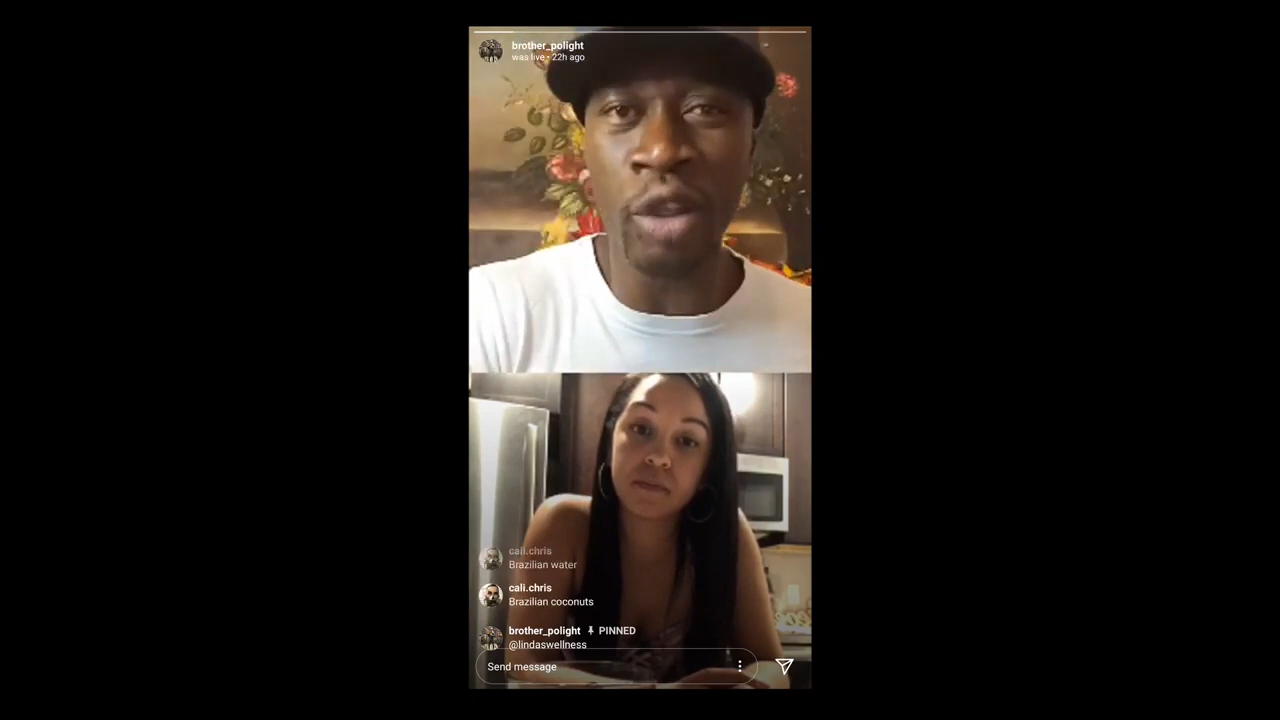 brother_polight
was live • 22h ago
cali.chris
Brazilian water
cali.chris
Brazilian coconuts
brother_polight PINNED
@lindaswellness
Send message